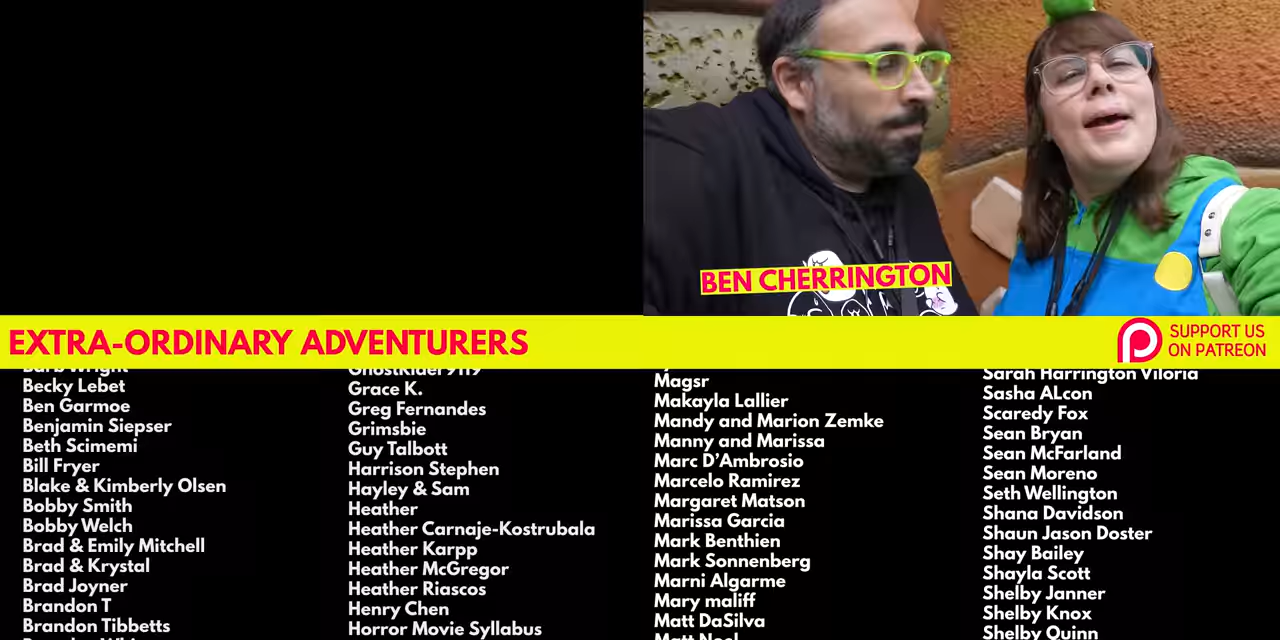 BEN CHERRINGTON
EXTRA-ORDINARY ADVENTURERS
SUPPORT US
ON PATREON
Barb Wright
Becky Lebet
Ben Garmoe
Benjamin Siepser
Beth Scimemi
Bill Fryer
Blake & Kimberly Olsen
Bobby Smith
Bobby Welch
Brad & Emily Mitchell
Brad & Krystal
Brad Joyner
Brandon T
Brandon Tibbetts
GhostRider9119
Grace K.
Greg Fernandes
Grimsbie
Guy Talbott
Harrison Stephen
Hayley & Sam
Heather
Heather Carnaje-Kostrubala
Heather Karpp
Heather McGregor
Heather Riascos
Henry Chen
Horror Movie Syllabus
Magsr
Makayla Lallier
Mandy and Marion Zemke
Manny and Marissa
Marc D’Ambrosio
Marcelo Ramirez
Margaret Matson
Marissa Garcia
Mark Benthien
Mark Sonnenberg
Marni Algarme
Mary maliff
Matt DaSilva
Matt Noel
Sarah Harrington Viloria
Sasha ALcon
Scaredy Fox
Sean Bryan
Sean McFarland
Sean Moreno
Seth Wellington
Shana Davidson
Shaun Jason Doster
Shay Bailey
Shayla Scott
Shelby Janner
Shelby Knox
Shelby Quinn